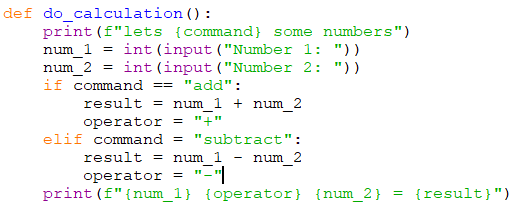 def do_calculation():
    print(f"lets {command} some numbers")
    num_1 = int(input("Number 1: "))
    num_2 = int(input("Number 2: "))
    if command == "add":
        result = num_1 + num_2
        operator = "+"
    elif command = "subtract":
        result = num_1 - num_2
        operator = "-"
    print(f"{num_1} {operator} {num_2} = {result}")